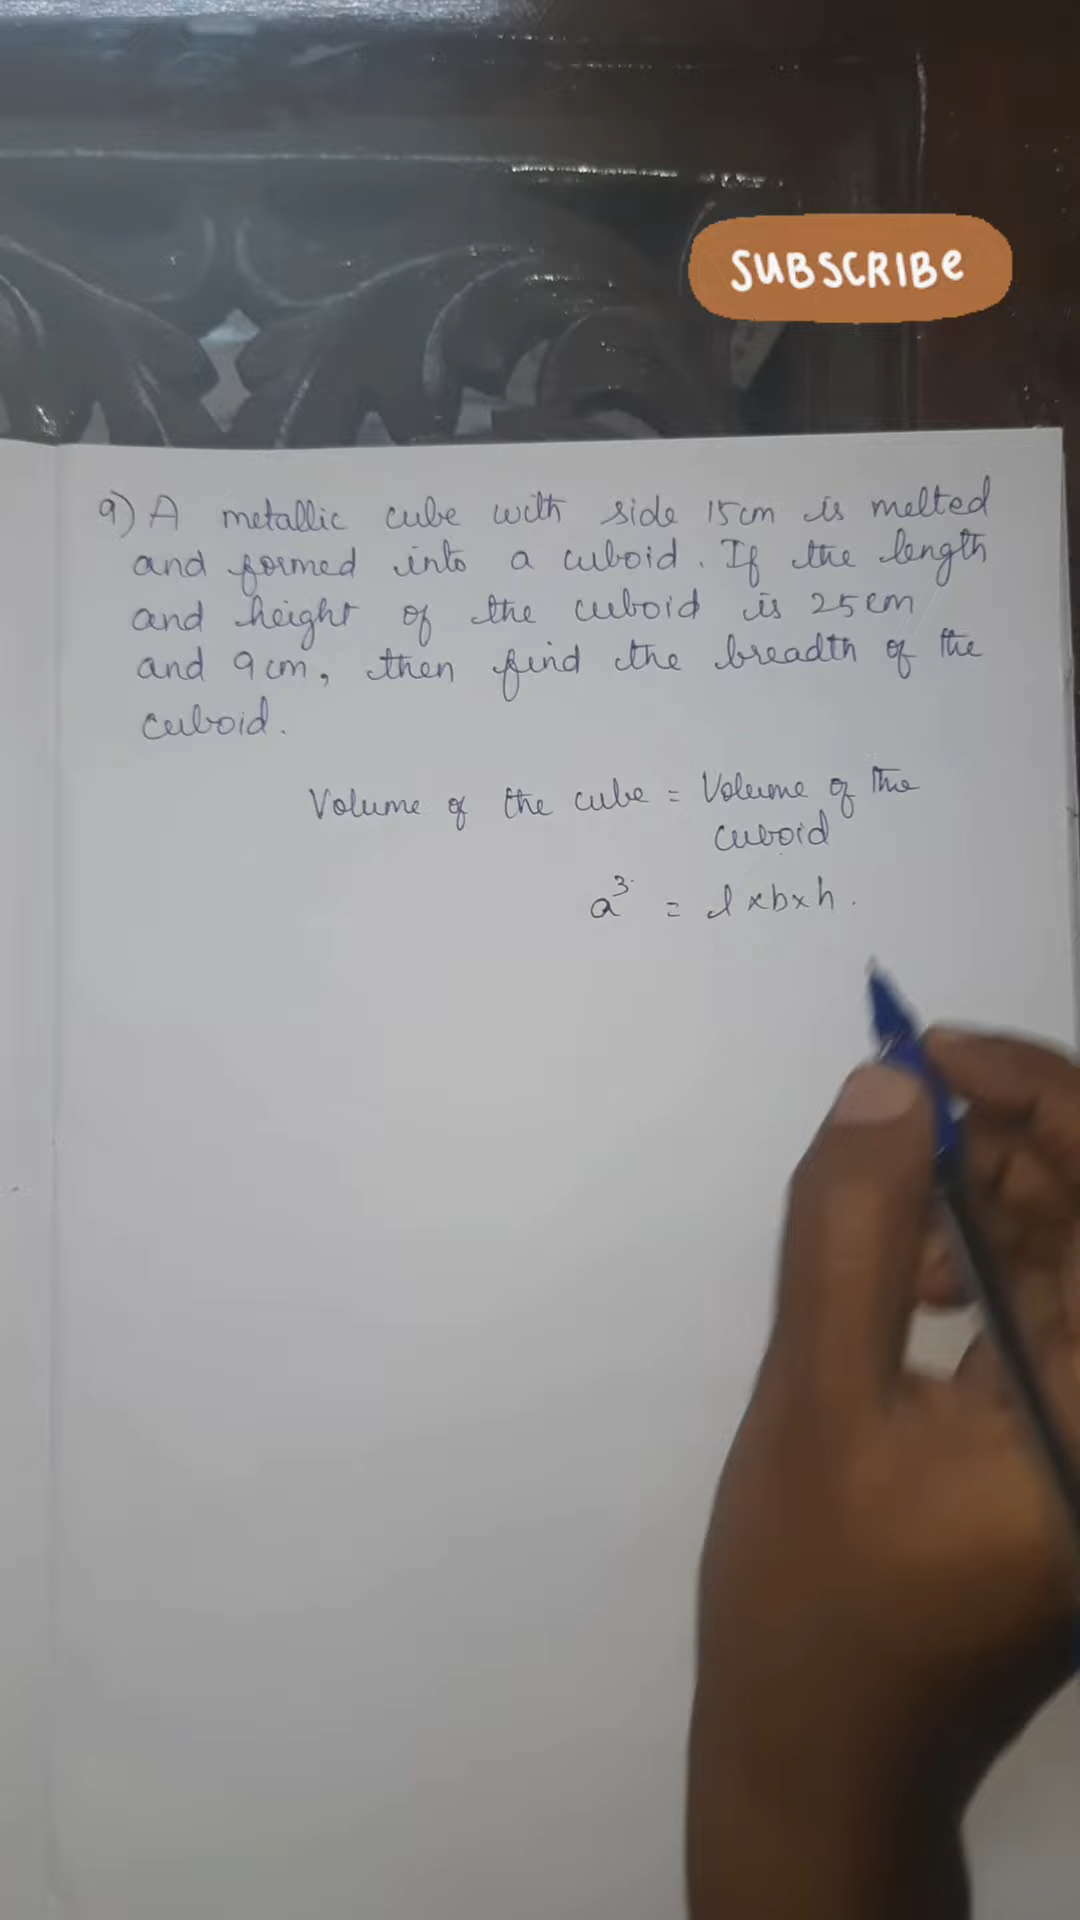 SUBSCRIBe
9) A metallic cube with side 15cm is melted
and formed into a cuboid. If the length
and height of the cuboid is 25cm
and 9cm, then find the breadth of the
cuboid.
Volume of the cube = Volume of the
cuboid
a³ = l×b×h.